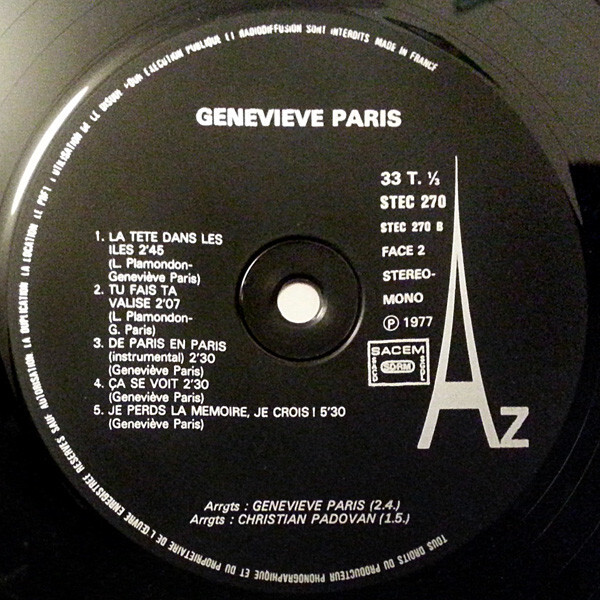 TOUS DROITS DU PRODUCTEUR PHONOGRAPHIQUE ET DU PROPRIETAIRE DE L'ŒUVRE ENREGISTREE RESERVES SAUF AUTORISATION LA DUPLICATION LA LOCATION LE PRET L'UTILISATION DE CE DISQUE POUR EXECUTION PUBLIQUE ET RADIODIFFUSION SONT INTERDITS MADE IN FRANCE
GENEVIEVE PARIS
33 T. ⅓
STEC 270
STEC 270 B
FACE 2
STEREO-
MONO
Ⓟ 1977
SACEM
SACD
SDRM
SGDL
AZ
1. LA TETE DANS LES
ILES 2'45
(L. Plamondon-
Geneviève Paris)
2. TU FAIS TA
VALISE 2'07
(L. Plamondon-
G. Paris)
3. DE PARIS EN PARIS
(instrumental) 2'30
(Geneviève Paris)
4. ÇA SE VOIT 2'30
(Geneviève Paris)
5. JE PERDS LA MEMOIRE, JE CROIS ! 5'30
(Geneviève Paris)
Arrgts : GENEVIEVE PARIS (2.4.)
Arrgts : CHRISTIAN PADOVAN (1.5.)